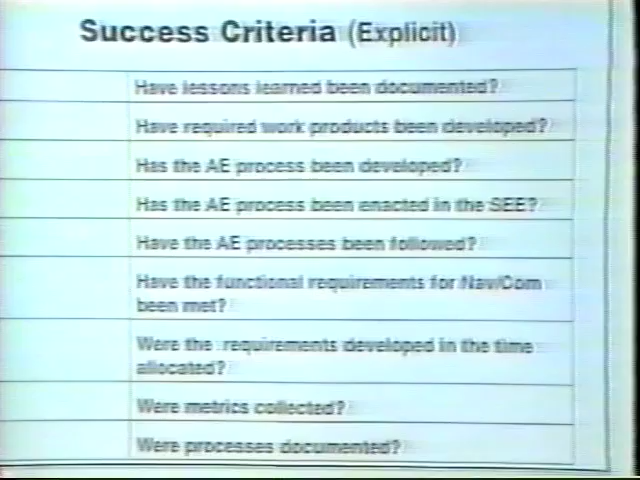 Success Criteria (Explicit)
Have lessons learned been documented?
Have required work products been developed?
Has the AE process been developed?
Has the AE process been enacted in the SEE?
Have the AE processes been followed?
Have the functional requirements for Nav/Com
been met?
Were the requirements developed in the time
allocated?
Were metrics collected?
Were processes documented?